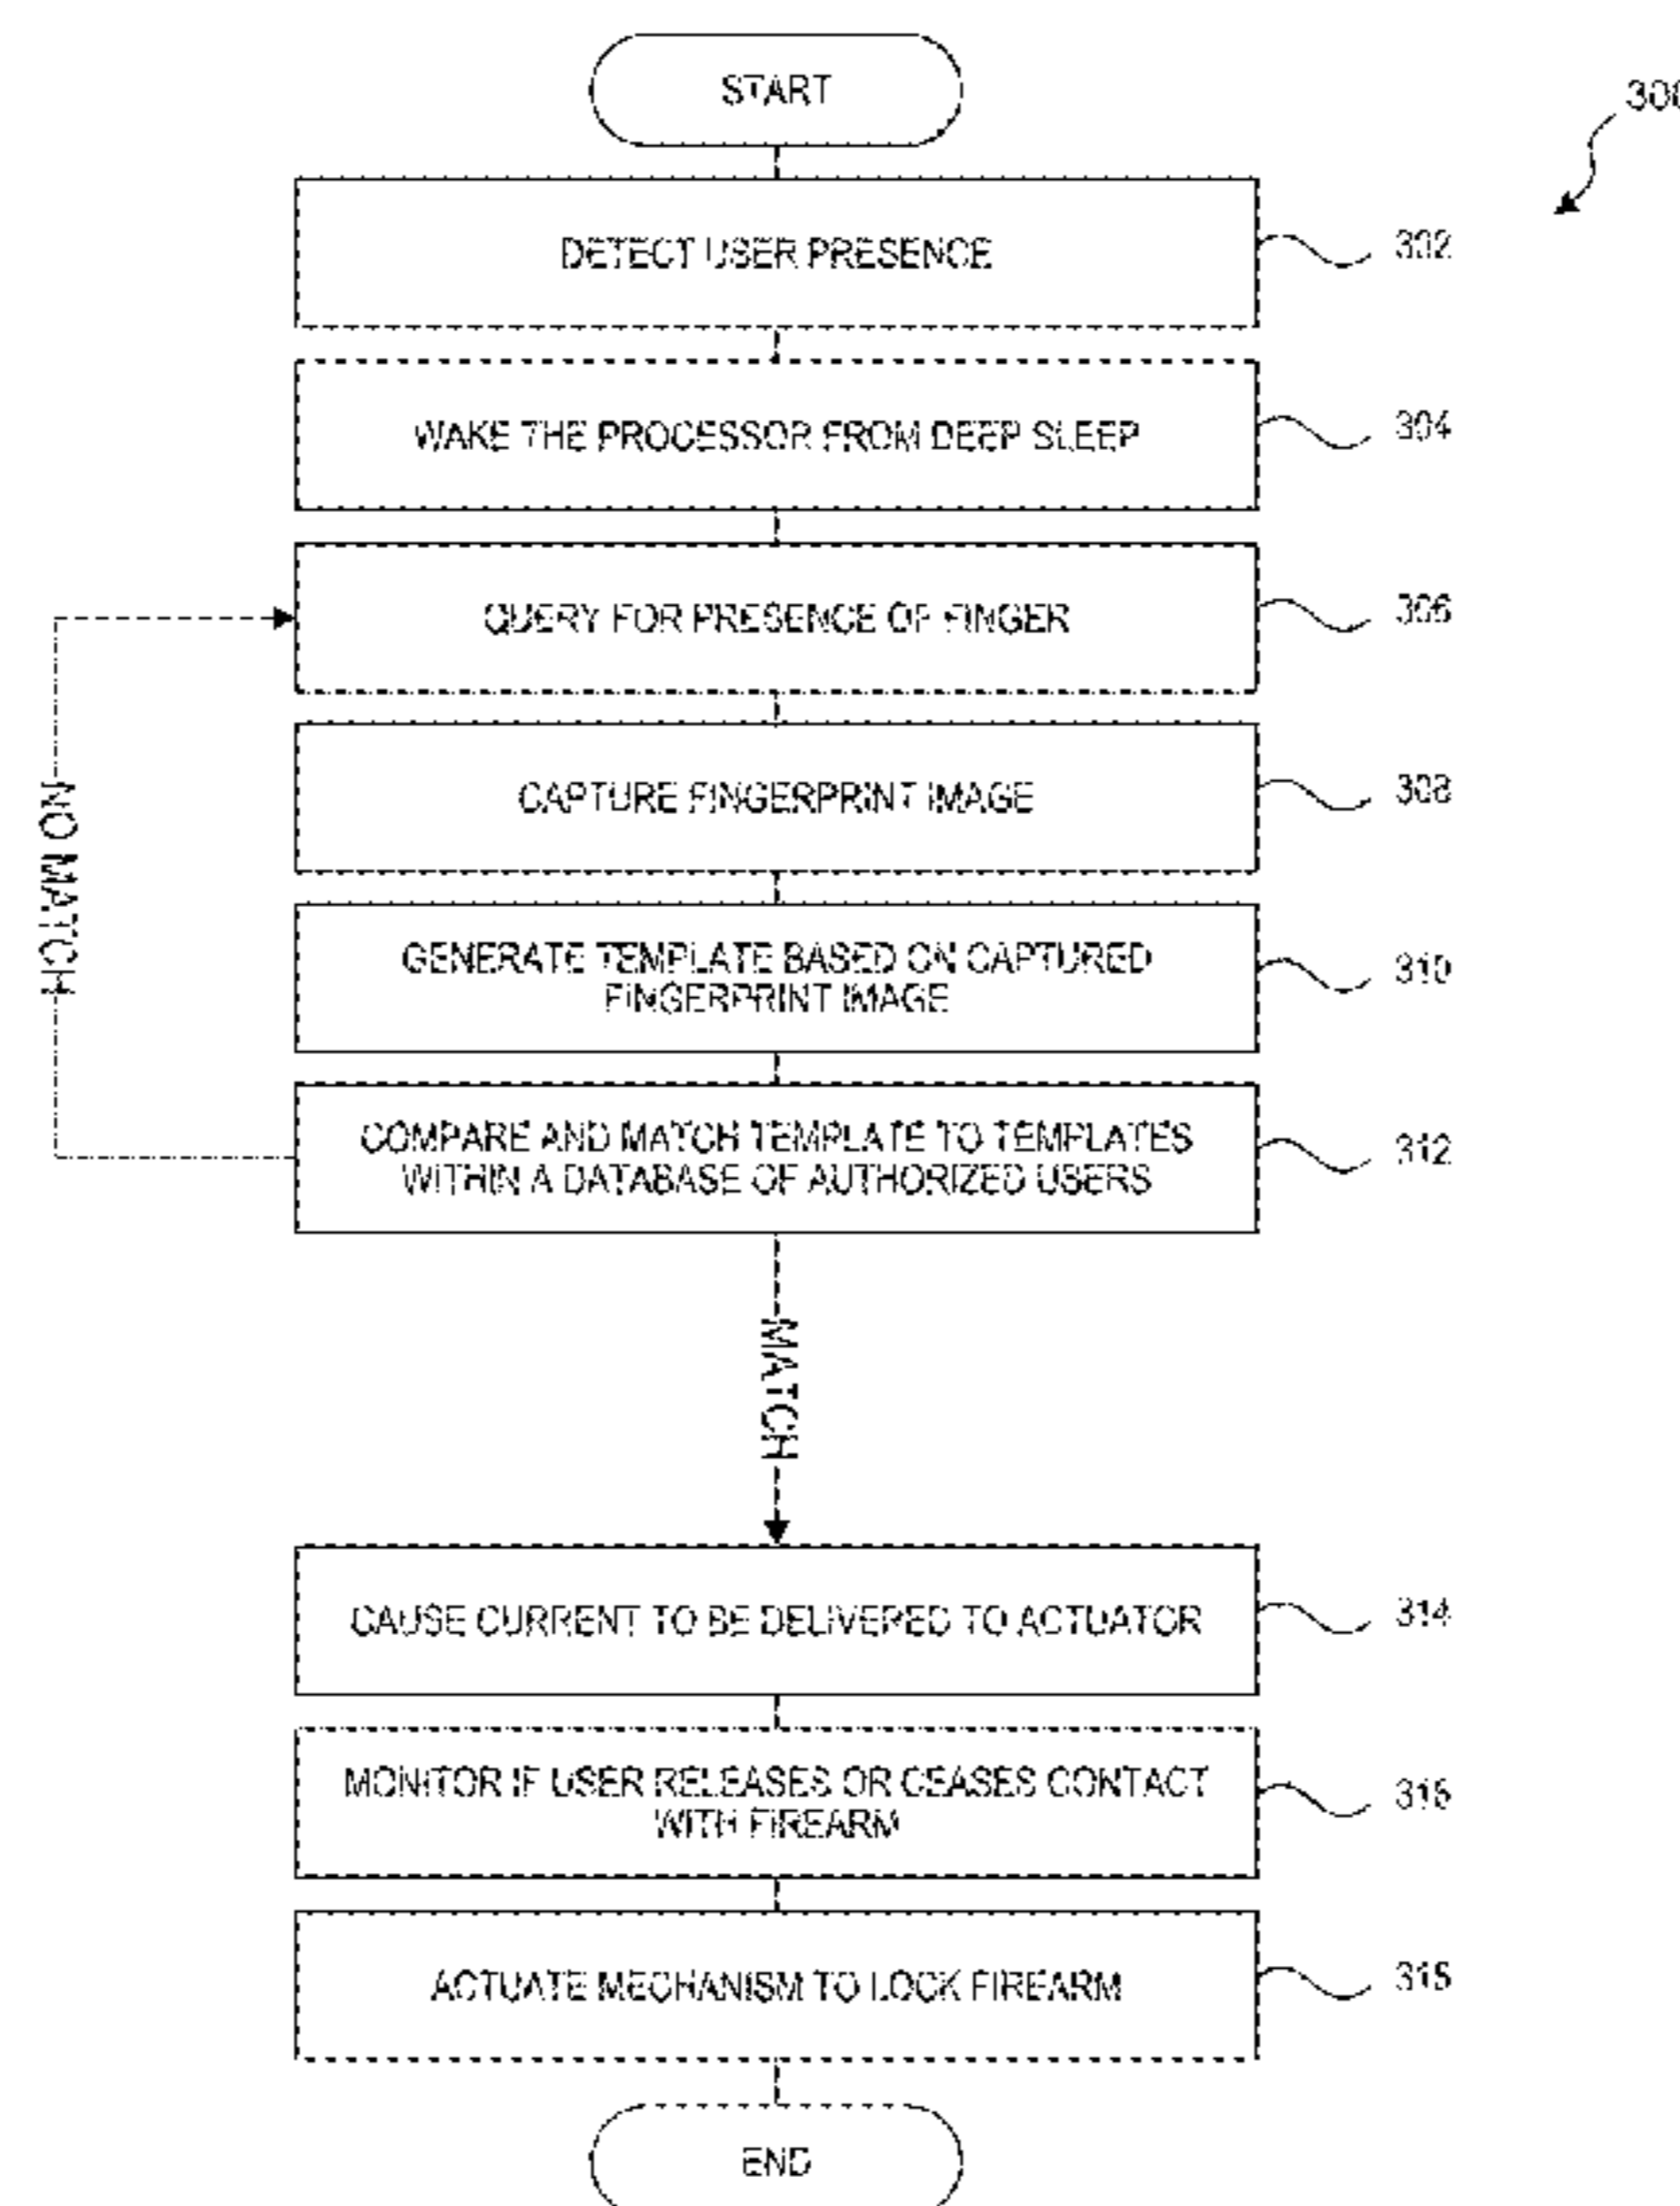 START
300
DETECT USER PRESENCE
302
WAKE THE PROCESSOR FROM DEEP SLEEP
304
QUERY FOR PRESENCE OF FINGER
306
CAPTURE FINGERPRINT IMAGE
308
GENERATE TEMPLATE BASED ON CAPTURED
FINGERPRINT IMAGE
310
COMPARE AND MATCH TEMPLATE TO TEMPLATES
WITHIN A DATABASE OF AUTHORIZED USERS
312
NO MATCH
MATCH
CAUSE CURRENT TO BE DELIVERED TO ACTUATOR
314
MONITOR IF USER RELEASES OR CEASES CONTACT
WITH FIREARM
316
ACTUATE MECHANISM TO LOCK FIREARM
318
END